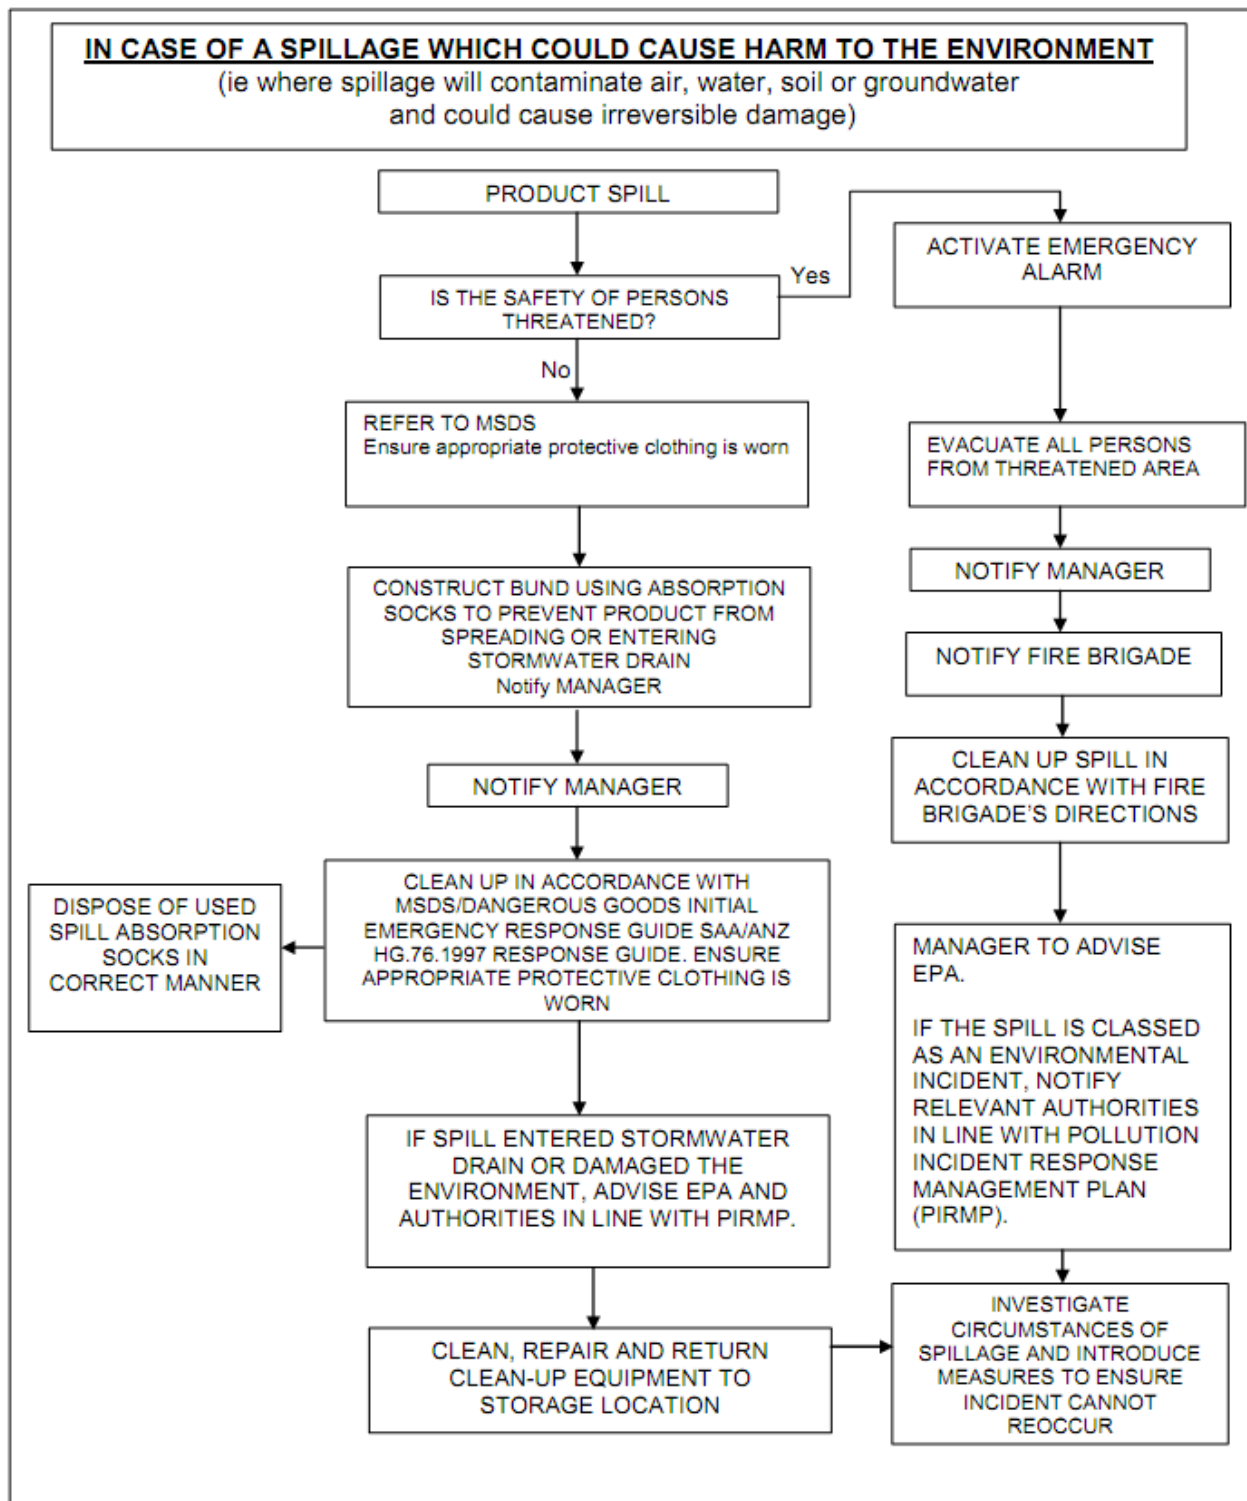 IN CASE OF A SPILLAGE WHICH COULD CAUSE HARM TO THE ENVIRONMENT
(ie where spillage will contaminate air, water, soil or groundwater
and could cause irreversible damage)
PRODUCT SPILL
IS THE SAFETY OF PERSONS
THREATENED?
Yes
No
REFER TO MSDS
Ensure appropriate protective clothing is worn
CONSTRUCT BUND USING ABSORPTION
SOCKS TO PREVENT PRODUCT FROM
SPREADING OR ENTERING
STORMWATER DRAIN
Notify MANAGER
NOTIFY MANAGER
CLEAN UP IN ACCORDANCE WITH
MSDS/DANGEROUS GOODS INITIAL
EMERGENCY RESPONSE GUIDE SAA/ANZ
HG.76.1997 RESPONSE GUIDE. ENSURE
APPROPRIATE PROTECTIVE CLOTHING IS
WORN
DISPOSE OF USED
SPILL ABSORPTION
SOCKS IN
CORRECT MANNER
IF SPILL ENTERED STORMWATER
DRAIN OR DAMAGED THE
ENVIRONMENT, ADVISE EPA AND
AUTHORITIES IN LINE WITH PIRMP.
CLEAN, REPAIR AND RETURN
CLEAN-UP EQUIPMENT TO
STORAGE LOCATION
ACTIVATE EMERGENCY
ALARM
EVACUATE ALL PERSONS
FROM THREATENED AREA
NOTIFY MANAGER
NOTIFY FIRE BRIGADE
CLEAN UP SPILL IN
ACCORDANCE WITH FIRE
BRIGADE'S DIRECTIONS
MANAGER TO ADVISE
EPA.
IF THE SPILL IS CLASSED
AS AN ENVIRONMENTAL
INCIDENT, NOTIFY
RELEVANT AUTHORITIES
IN LINE WITH POLLUTION
INCIDENT RESPONSE
MANAGEMENT PLAN
(PIRMP).
INVESTIGATE
CIRCUMSTANCES OF
SPILLAGE AND INTRODUCE
MEASURES TO ENSURE
INCIDENT CANNOT
REOCCUR